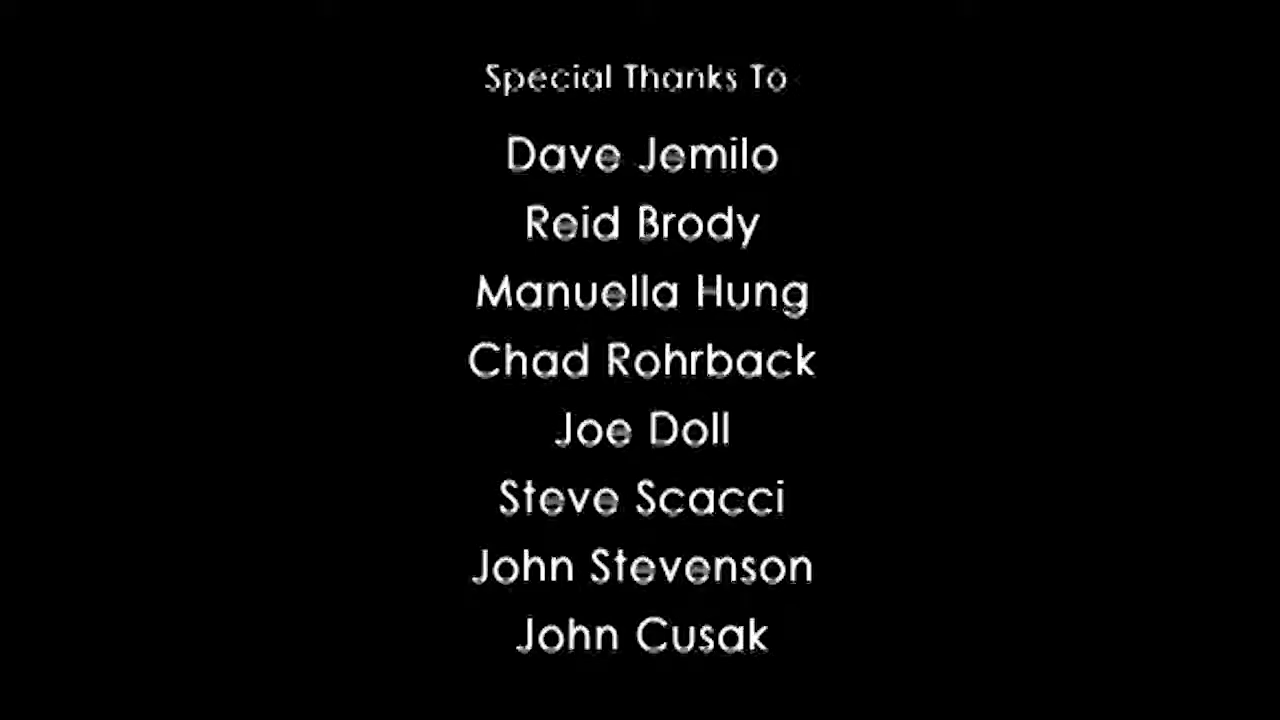 Special Thanks To
Dave Jemilo
Reid Brody
Manuella Hung
Chad Rohrback
Joe Doll
Steve Scacci
John Stevenson
John Cusak